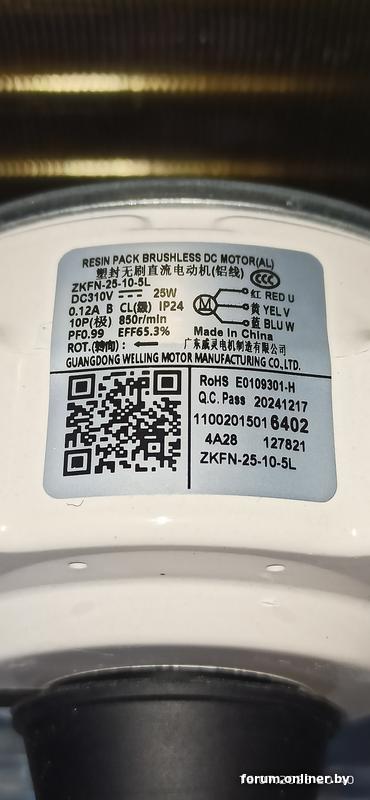 RESIN PACK BRUSHLESS DC MOTOR(AL)
塑封无刷直流电动机(铝线)
ZKFN-25-10-5L
DC310V 25W
0.12A B CL(級) IP24
10P(极) 850r/min
PF0.99 EFF65.3%
ROT.(转向):
CCC
M
红 RED U
黄 YEL V
蓝 BLU W
Made in China
广东威灵电机制造有限公司
GUANGDONG WELLING MOTOR MANUFACTURING CO.,LTD.
RoHS E0109301-H
Q.C. Pass 20241217
11002015016402
4A28 127821
ZKFN-25-10-5L
forum.onliner.by